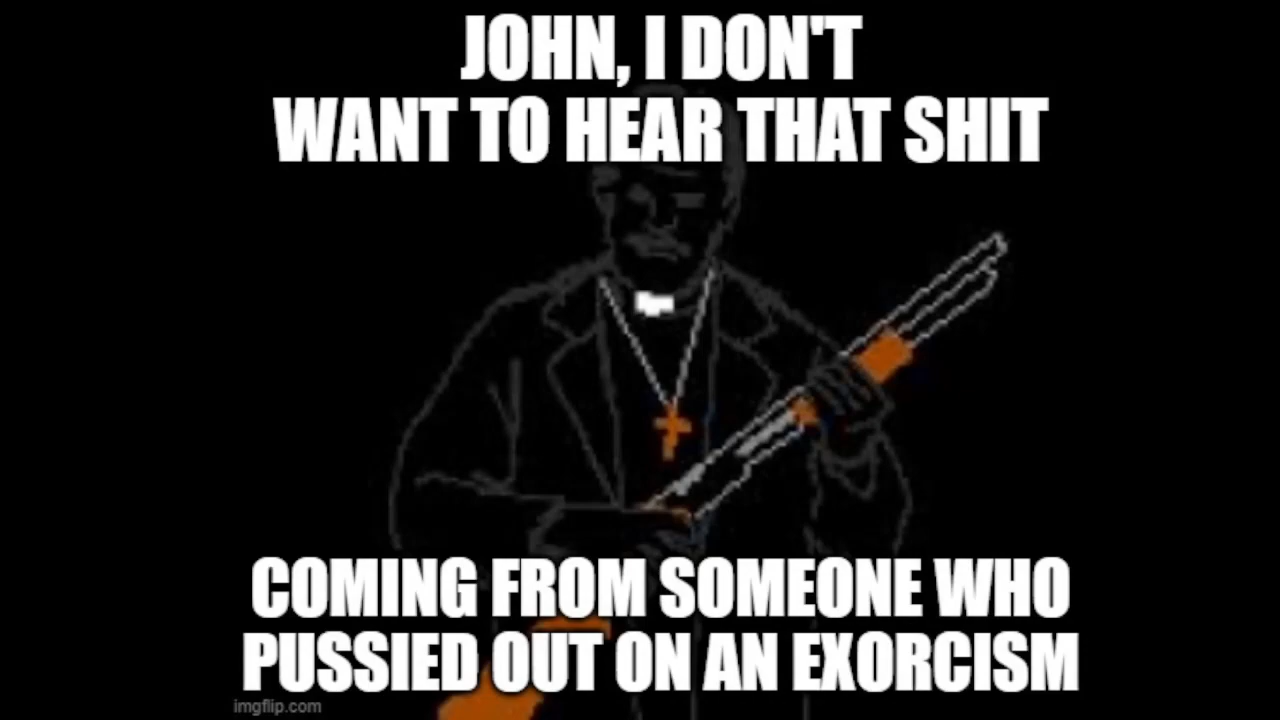 JOHN, I DON'T
WANT TO HEAR THAT SHIT
COMING FROM SOMEONE WHO
PUSSIED OUT ON AN EXORCISM
imgflip.com